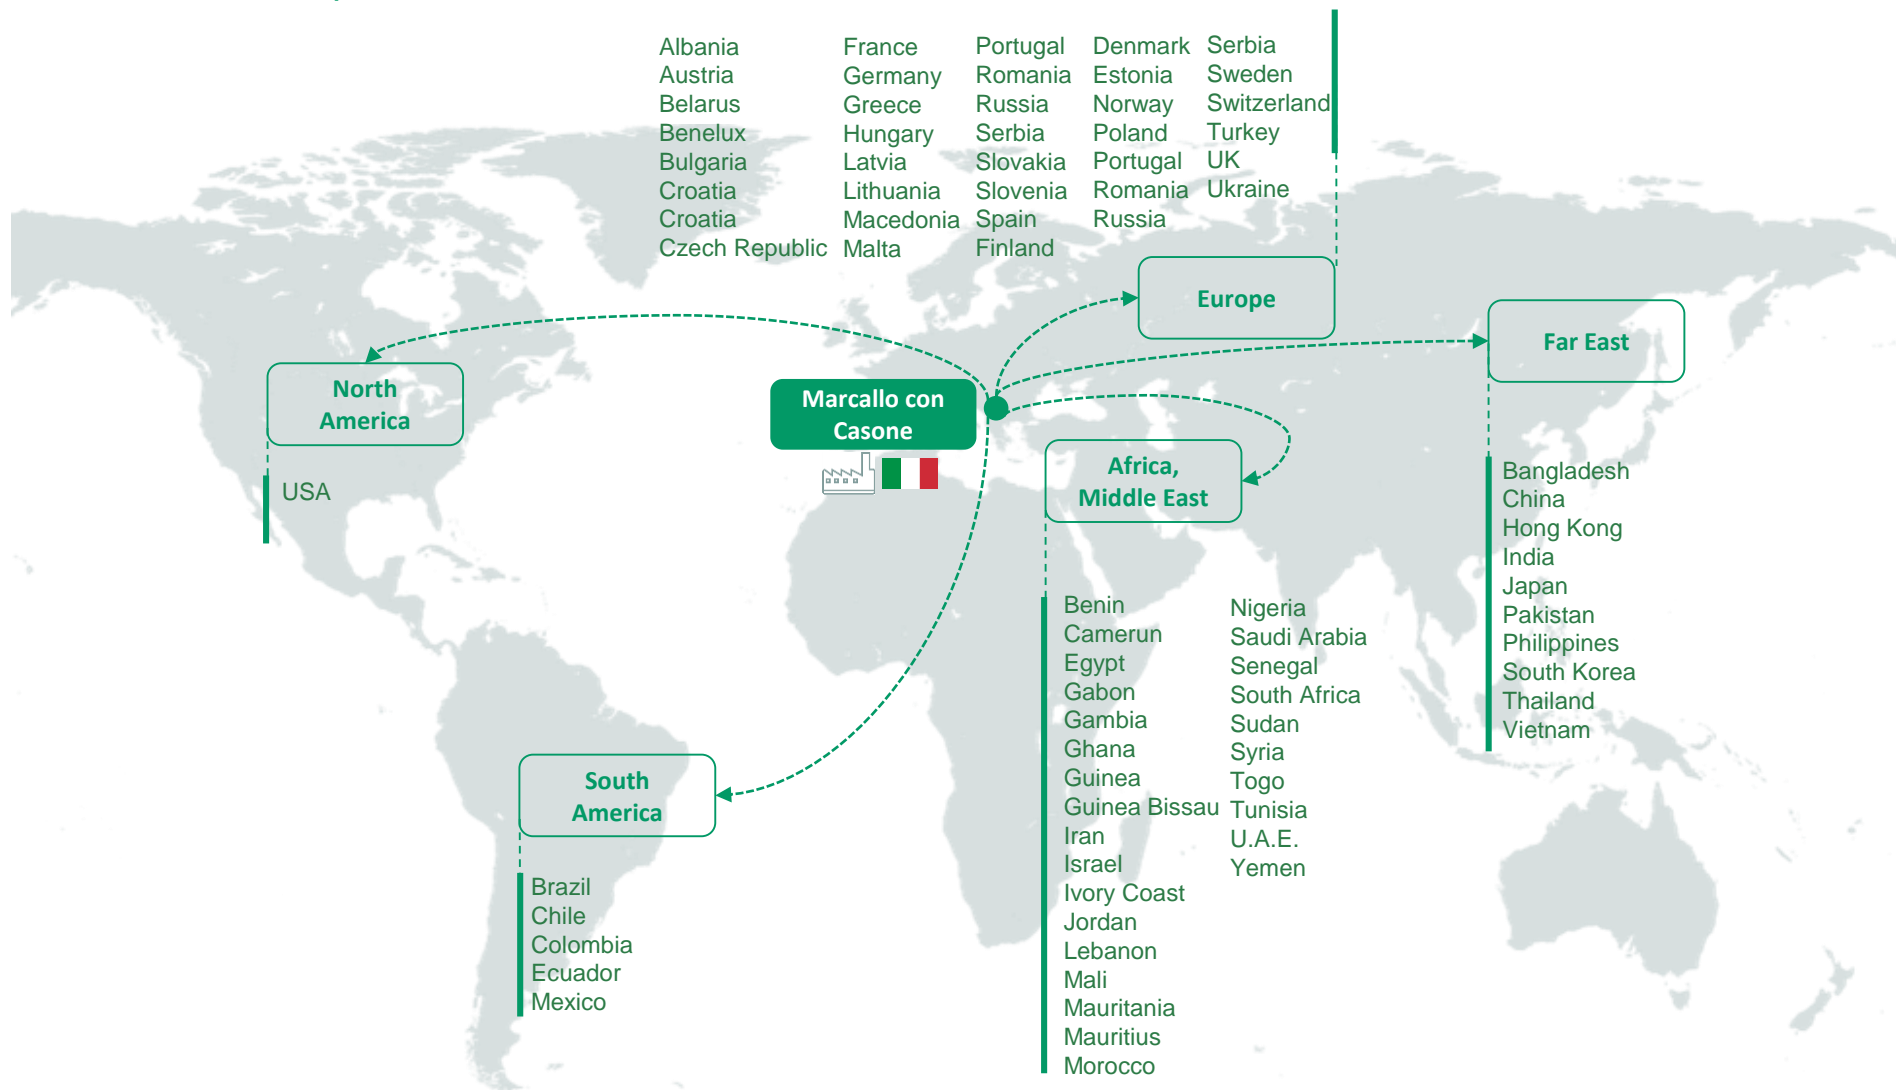 Albania
Austria
Belarus
Benelux
Bulgaria
Croatia
Croatia
Czech Republic
France
Germany
Greece
Hungary
Latvia
Lithuania
Macedonia
Malta
Portugal
Romania
Russia
Serbia
Slovakia
Slovenia
Spain
Finland
Denmark
Estonia
Norway
Poland
Portugal
Romania
Russia
Serbia
Sweden
Switzerland
Turkey
UK
Ukraine
Europe
Far East
North
America
Marcallo con
Casone
Africa,
Middle East
USA
Bangladesh
China
Hong Kong
India
Japan
Pakistan
Philippines
South Korea
Thailand
Vietnam
Benin
Camerun
Egypt
Gabon
Gambia
Ghana
Guinea
Guinea Bissau
Iran
Israel
Ivory Coast
Jordan
Lebanon
Mali
Mauritania
Mauritius
Morocco
Nigeria
Saudi Arabia
Senegal
South Africa
Sudan
Syria
Togo
Tunisia
U.A.E.
Yemen
South
America
Brazil
Chile
Colombia
Ecuador
Mexico